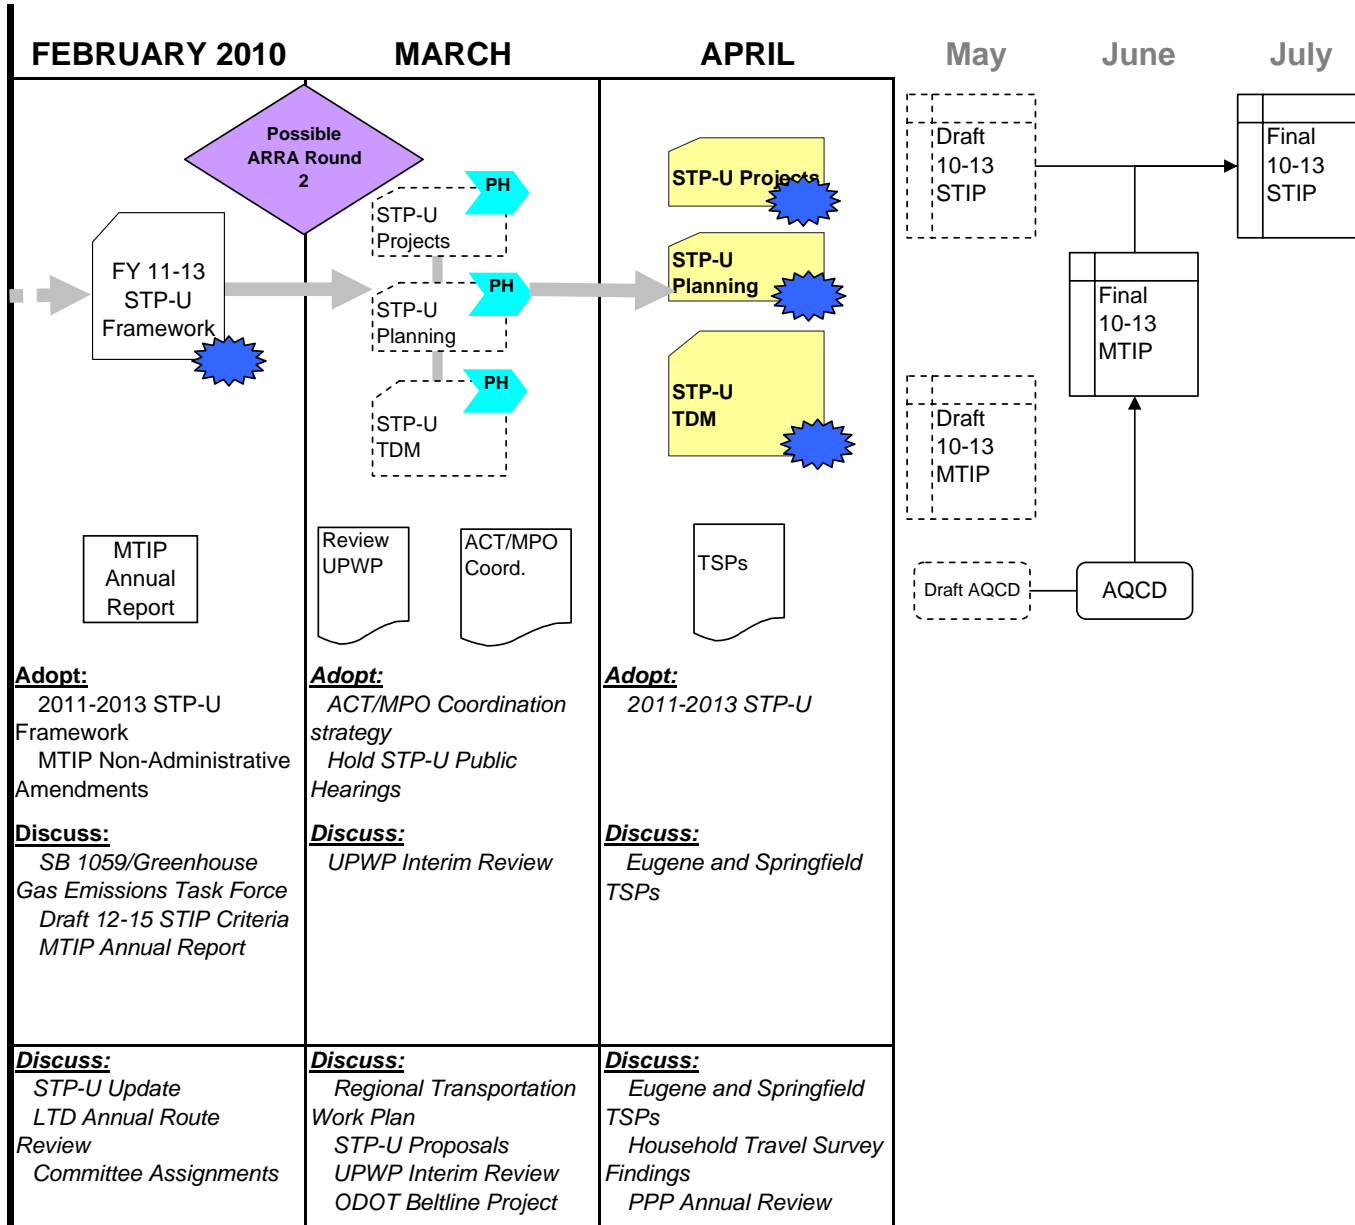 FEBRUARY 2010
MARCH
APRIL
May
June
July
Possible
ARRA Round
2
FY 11-13
STP-U
Framework
PH
STP-U
Projects
PH
STP-U
Planning
PH
STP-U
TDM
STP-U Projects
STP-U
Planning
STP-U
TDM
Draft
10-13
STIP
Final
10-13
STIP
Final
10-13
MTIP
Draft
10-13
MTIP
Draft AQCD
AQCD
MTIP
Annual
Report
Review
UPWP
ACT/MPO
Coord.
TSPs
Adopt:
2011-2013 STP-U
Framework
MTIP Non-Administrative
Amendments
Discuss:
SB 1059/Greenhouse
Gas Emissions Task Force
Draft 12-15 STIP Criteria
MTIP Annual Report
Adopt:
ACT/MPO Coordination
strategy
Hold STP-U Public
Hearings
Discuss:
UPWP Interim Review
Adopt:
2011-2013 STP-U
Discuss:
Eugene and Springfield
TSPs
Discuss:
STP-U Update
LTD Annual Route
Review
Committee Assignments
Discuss:
Regional Transportation
Work Plan
STP-U Proposals
UPWP Interim Review
ODOT Beltline Project
Discuss:
Eugene and Springfield
TSPs
Household Travel Survey
Findings
PPP Annual Review